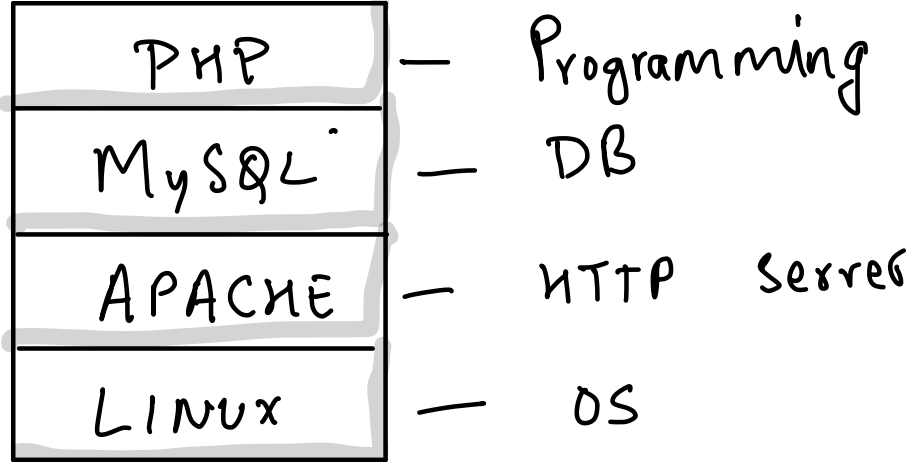 PHP — Programming
MySQL — DB
APACHE — HTTP Server
LINUX — OS